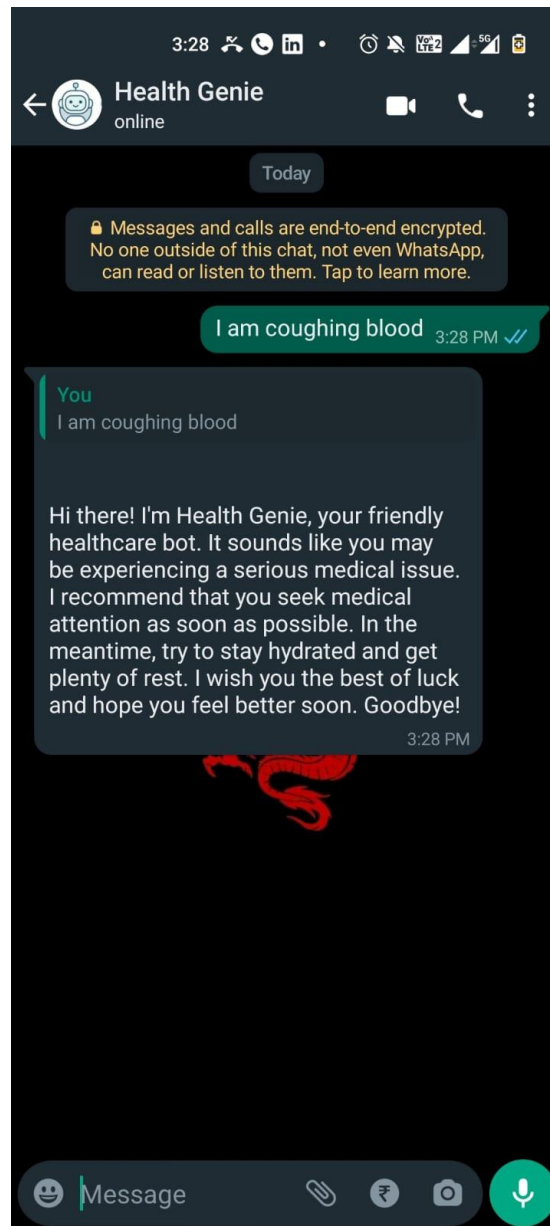 3:28
Health Genie
online
Today
Messages and calls are end-to-end encrypted.
No one outside of this chat, not even WhatsApp,
can read or listen to them. Tap to learn more.
I am coughing blood 3:28 PM
You
I am coughing blood
Hi there! I'm Health Genie, your friendly
healthcare bot. It sounds like you may
be experiencing a serious medical issue.
I recommend that you seek medical
attention as soon as possible. In the
meantime, try to stay hydrated and get
plenty of rest. I wish you the best of luck
and hope you feel better soon. Goodbye!
3:28 PM
Message